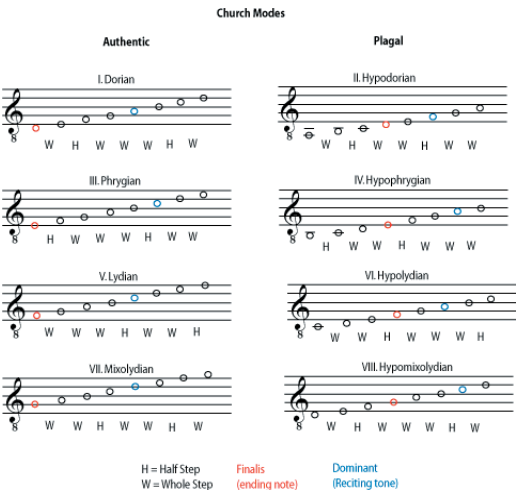 Church Modes
Authentic
Plagal
I. Dorian
8
W H W W W H W
II. Hypodorian
8
W H W W H W W
III. Phrygian
8
H W W W H W W
IV. Hypophrygian
8
H W W H W W W
V. Lydian
8
W W W H W W H
VI. Hypolydian
8
W W H W W W H
VII. Mixolydian
8
W W H W W H W
VIII. Hypomixolydian
8
W H W W W H W
H = Half Step
W = Whole Step
Finalis
(ending note)
Dominant
(Reciting tone)